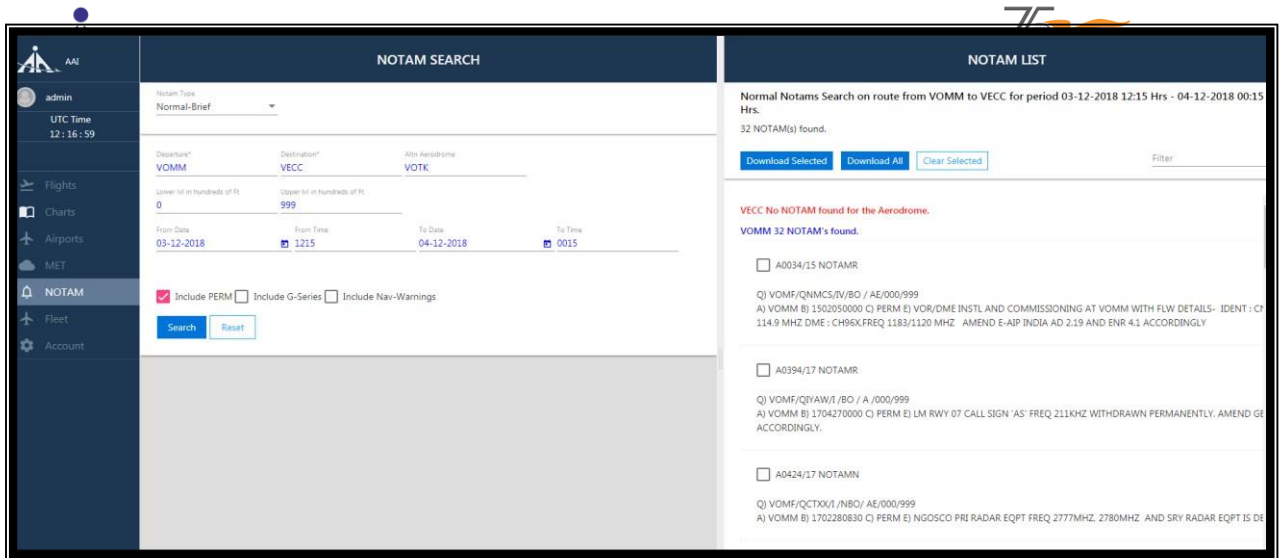 75
AAI
admin
UTC Time
12 : 16 : 59
Flights
Charts
Airports
MET
NOTAM
Fleet
Account
NOTAM SEARCH
Notam Type
Normal-Brief
Departure* Destination* Altn Aerodrome
VOMM VECC VOTK
Lower lvl in hundreds of Ft Upper lvl in hundreds of Ft
0 999
From Date From Time To Date To Time
03-12-2018 1215 04-12-2018 0015
Include PERM Include G-Series Include Nav-Warnings
Search Reset
NOTAM LIST
Normal Notams Search on route from VOMM to VECC for period 03-12-2018 12:15 Hrs - 04-12-2018 00:15
Hrs.
32 NOTAM(s) found.
Download Selected Download All Clear Selected Filter
VECC No NOTAM found for the Aerodrome.
VOMM 32 NOTAM's found.
A0034/15 NOTAMR
Q) VOMF/QNMCS/IV/BO / AE/000/999
A) VOMM B) 1502050000 C) PERM E) VOR/DME INSTL AND COMMISSIONING AT VOMM WITH FLW DETAILS- IDENT :
114.9 MHZ DME : CH96X,FREQ 1183/1120 MHZ AMEND E-AIP INDIA AD 2.19 AND ENR 4.1 ACCORDINGLY
A0394/17 NOTAMR
Q) VOMF/QIYAW/I /BO / A /000/999
A) VOMM B) 1704270000 C) PERM E) LM RWY 07 CALL SIGN 'AS' FREQ 211KHZ WITHDRAWN PERMANENTLY. AMEND
ACCORDINGLY.
A0424/17 NOTAMN
Q) VOMF/QCTXX/I /NBO/ AE/000/999
A) VOMM B) 1702280830 C) PERM E) NGOSCO PRI RADAR EQPT FREQ 2777MHZ, 2780MHZ AND SRY RADAR EQPT IS